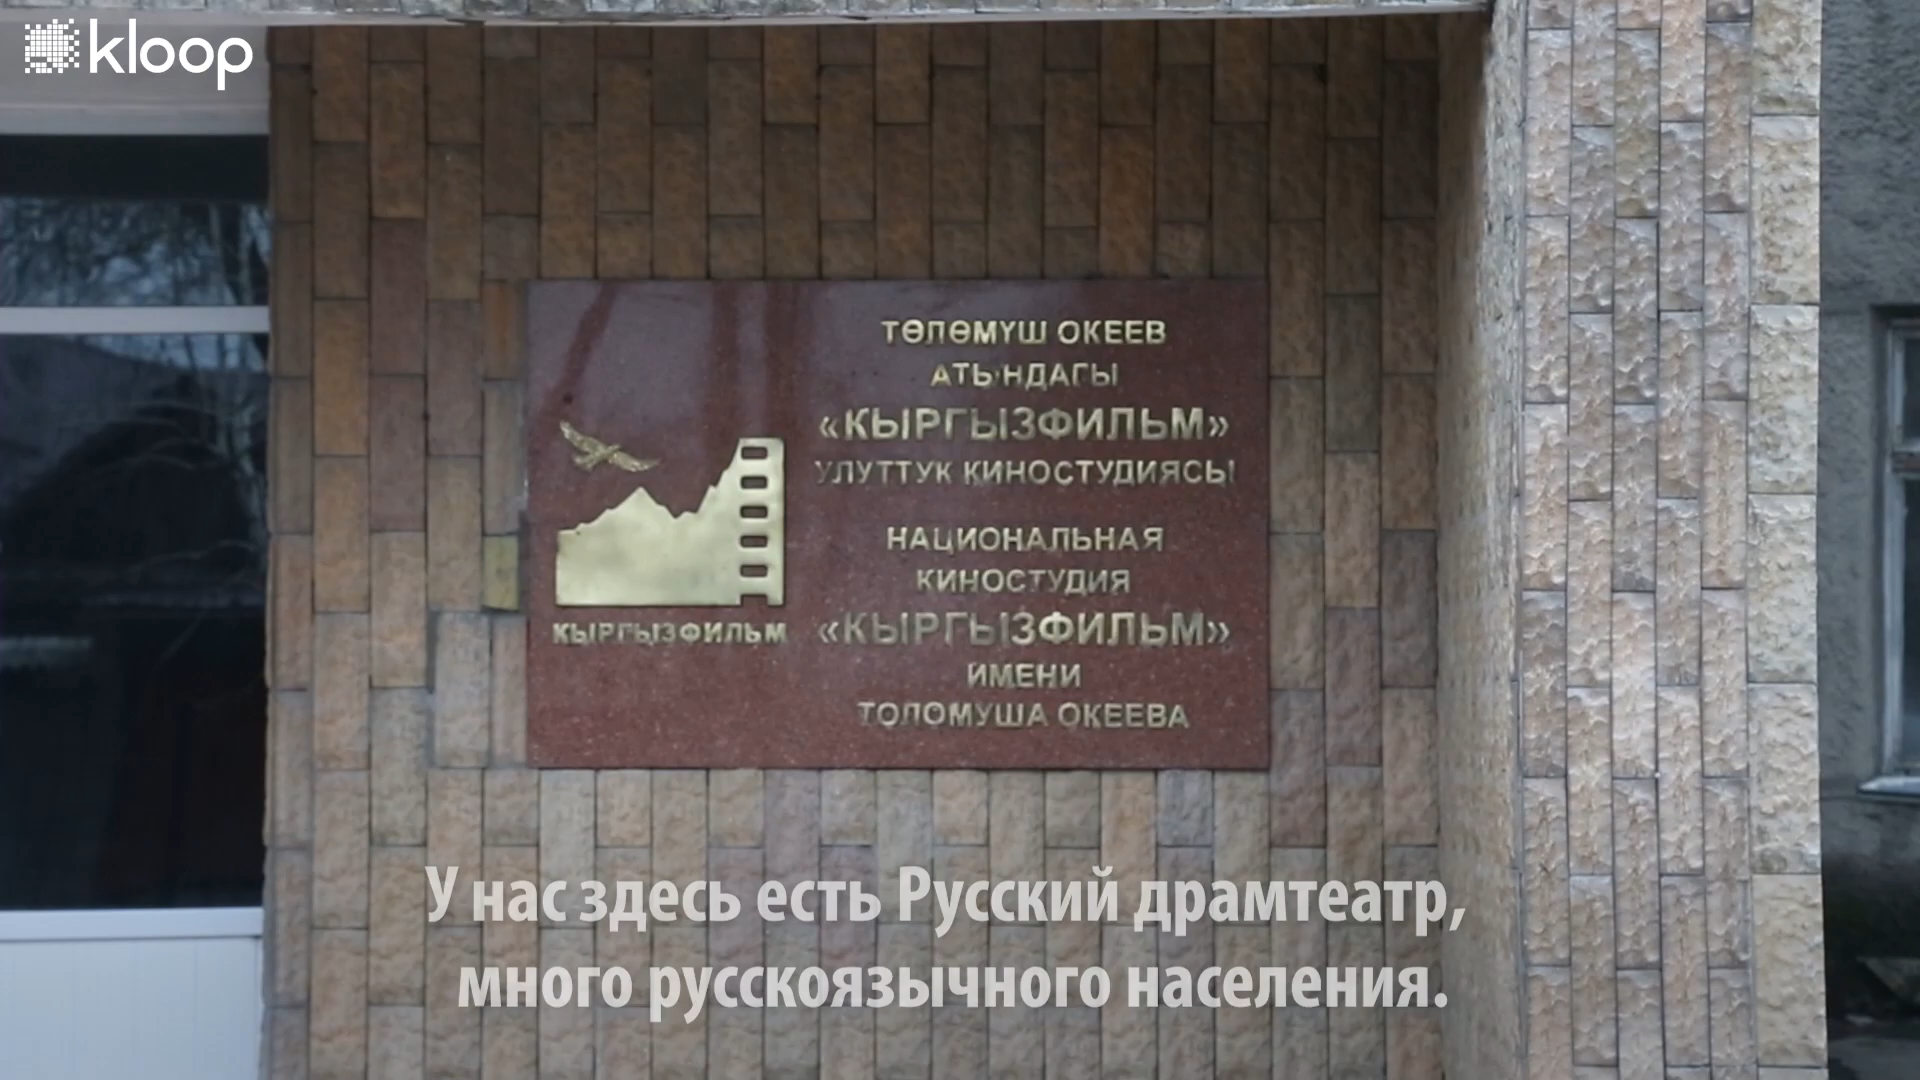 kloop
ТӨЛӨМҮШ ОКЕЕВ
АТЫНДАГЫ
«КЫРГЫЗФИЛЬМ»
УЛУТТУК КИНОСТУДИЯСЫ
НАЦИОНАЛЬНАЯ
КИНОСТУДИЯ
«КЫРГЫЗФИЛЬМ»
ИМЕНИ
ТОЛОМУША ОКЕЕВА
КЫРГЫЗФИЛЬМ
У нас здесь есть Русский драмтеатр,
много русскоязычного населения.